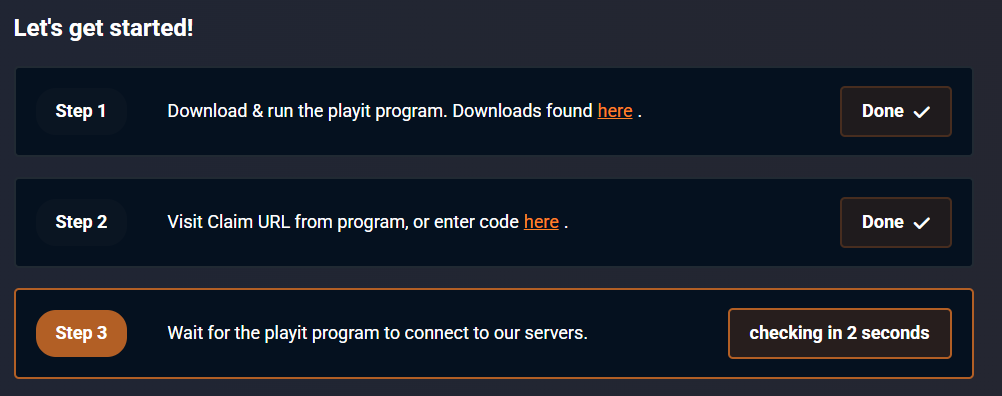 Let's get started!
Step 1 Download & run the playit program. Downloads found here . Done
Step 2 Visit Claim URL from program, or enter code here . Done
Step 3 Wait for the playit program to connect to our servers. checking in 2 seconds